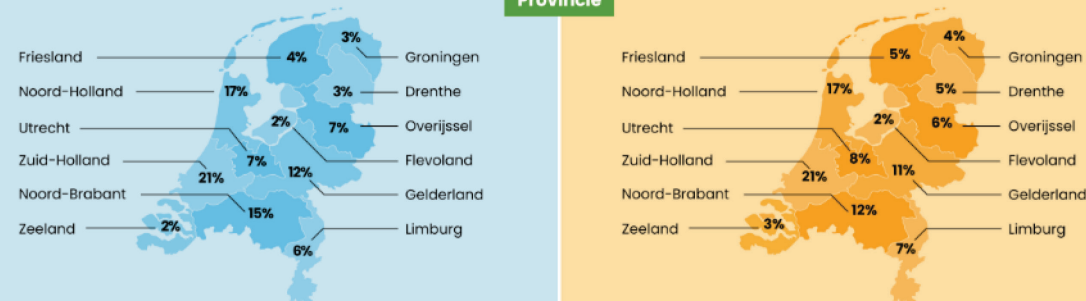 Provincie
3%
Friesland
4%
Groningen
Noord-Holland
17%
3%
Drenthe
Utrecht
2%
7%
Overijssel
Zuid-Holland
7%
Flevoland
21%
12%
Noord-Brabant
15%
Gelderland
Zeeland
2%
Limburg
6%
4%
Friesland
5%
Groningen
Noord-Holland
17%
5%
Drenthe
Utrecht
2%
6%
Overijssel
Zuid-Holland
8%
Flevoland
21%
11%
Noord-Brabant
12%
Gelderland
Zeeland
3%
Limburg
7%